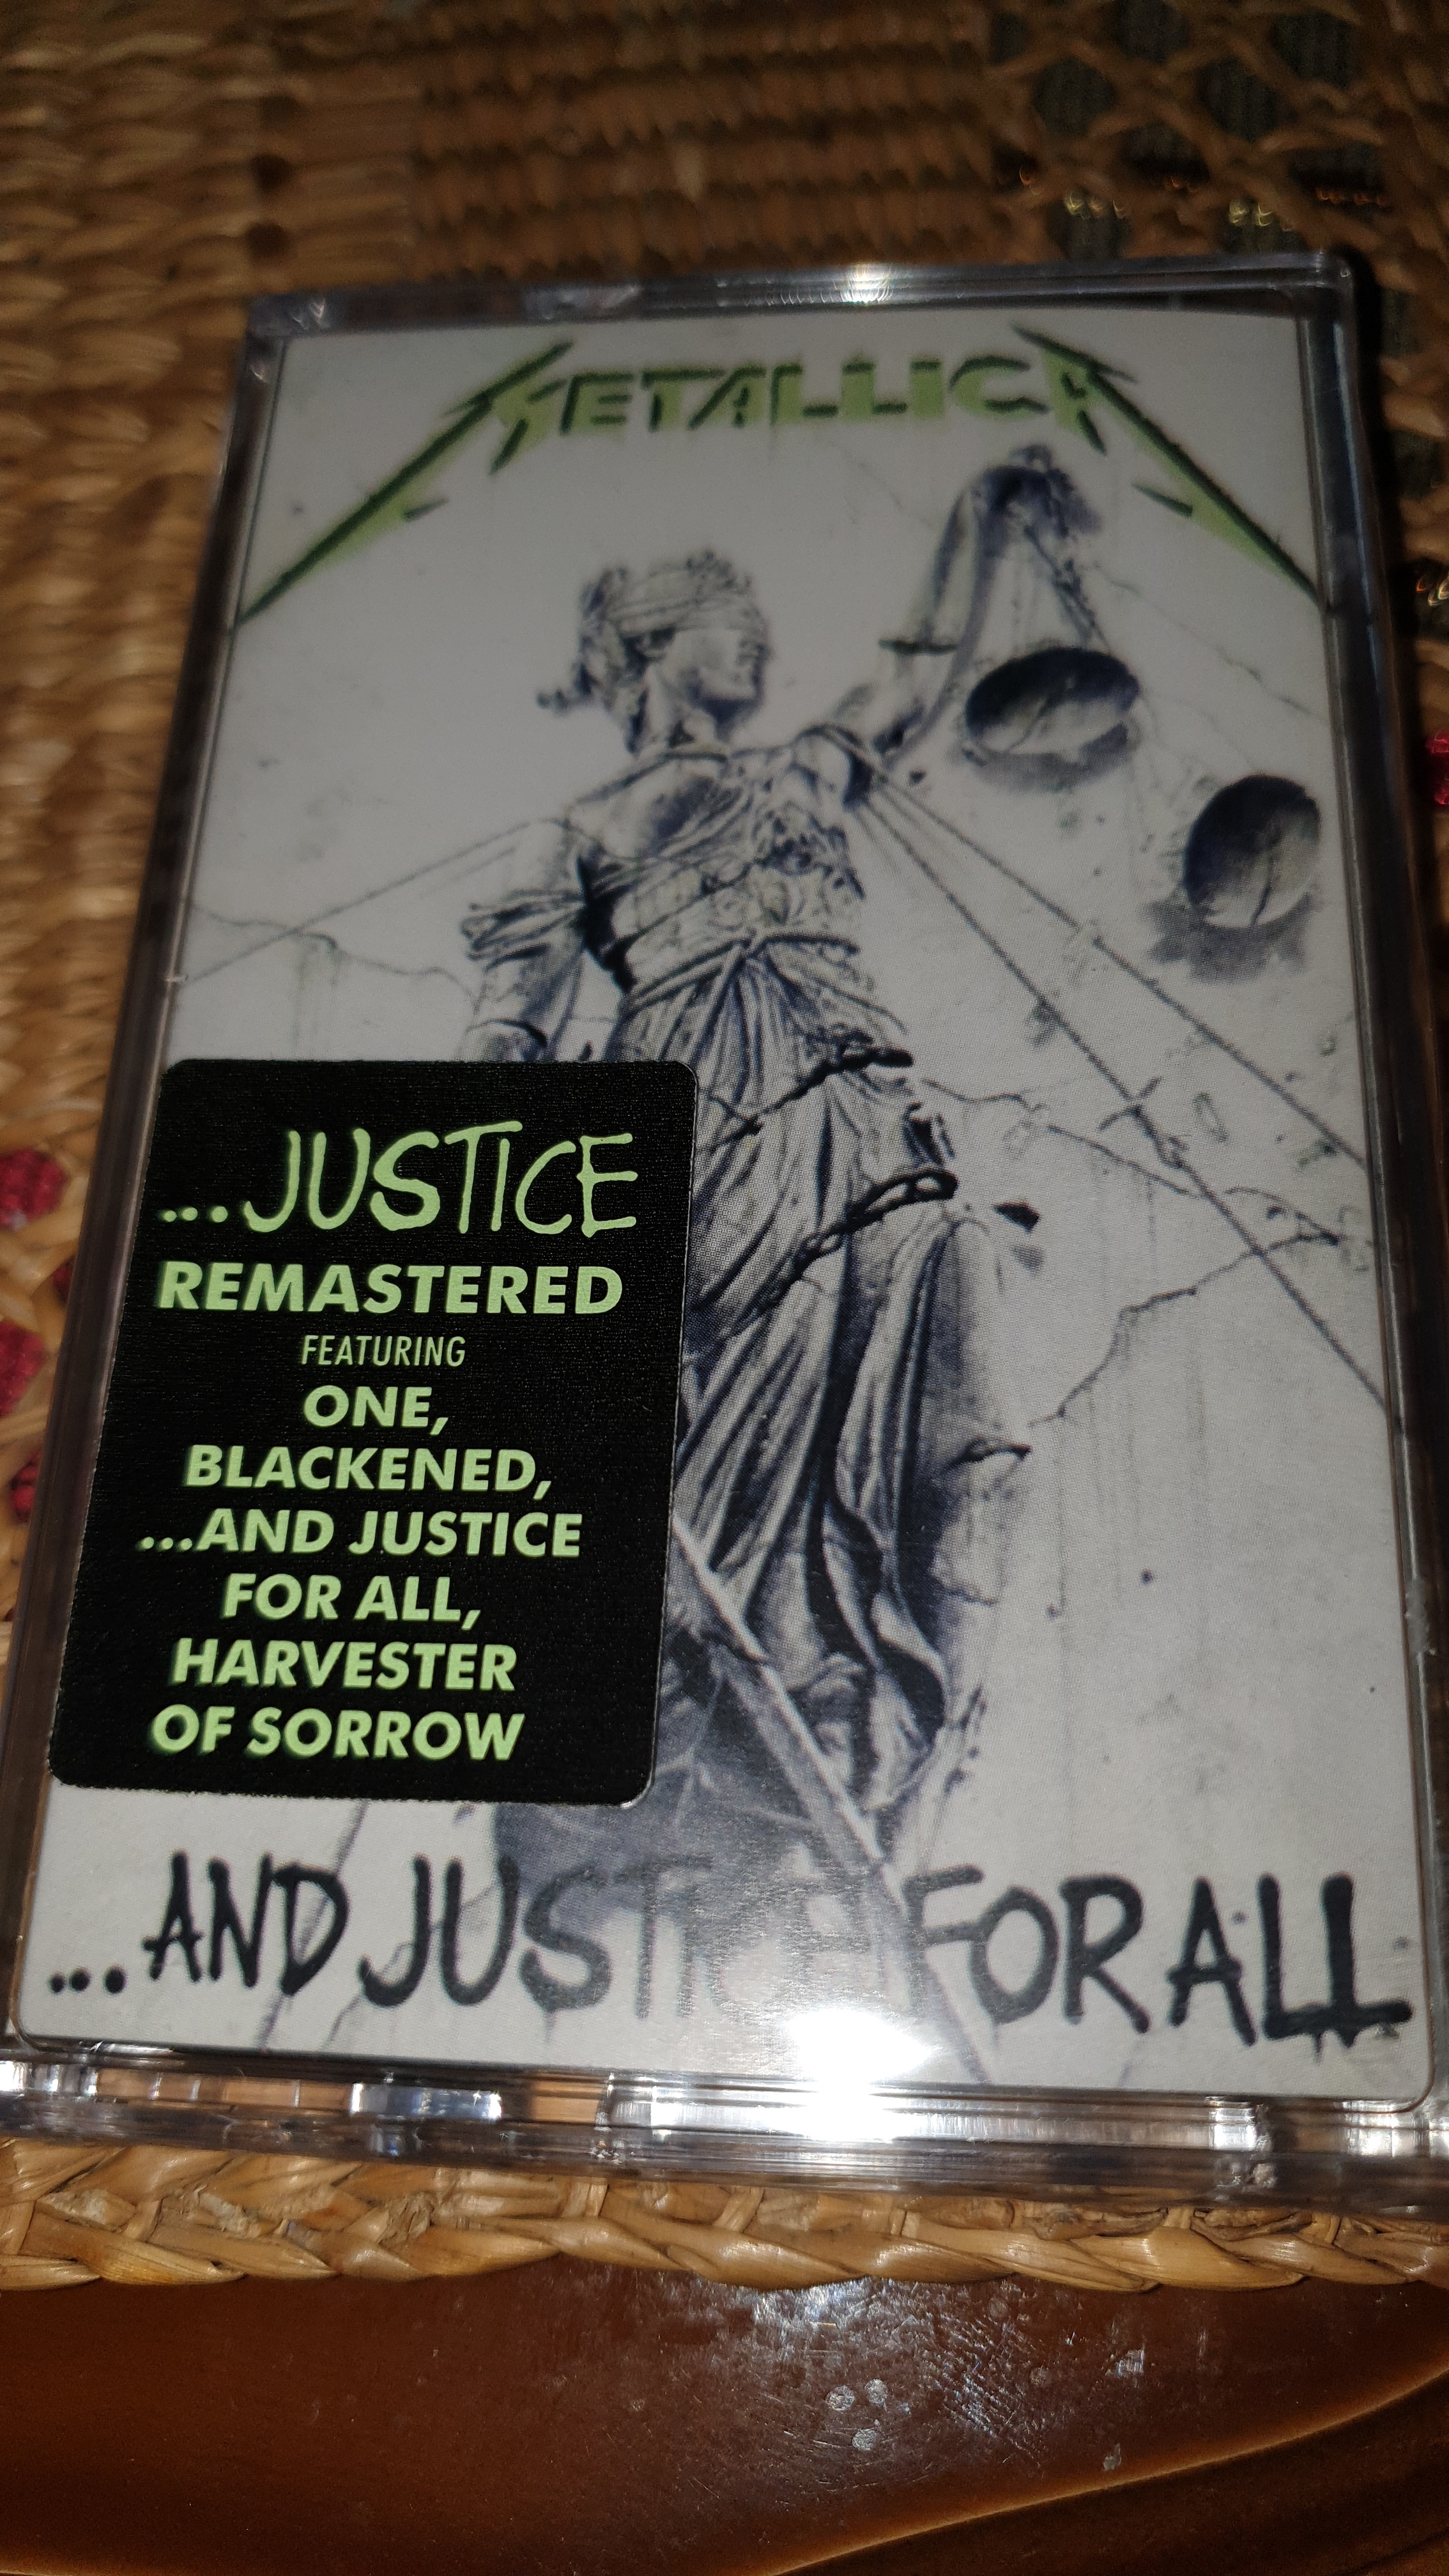 METALLICA
...JUSTICE
REMASTERED
FEATURING
ONE,
BLACKENED,
...AND JUSTICE
FOR ALL,
HARVESTER
OF SORROW
...AND JUSTICE FOR ALL